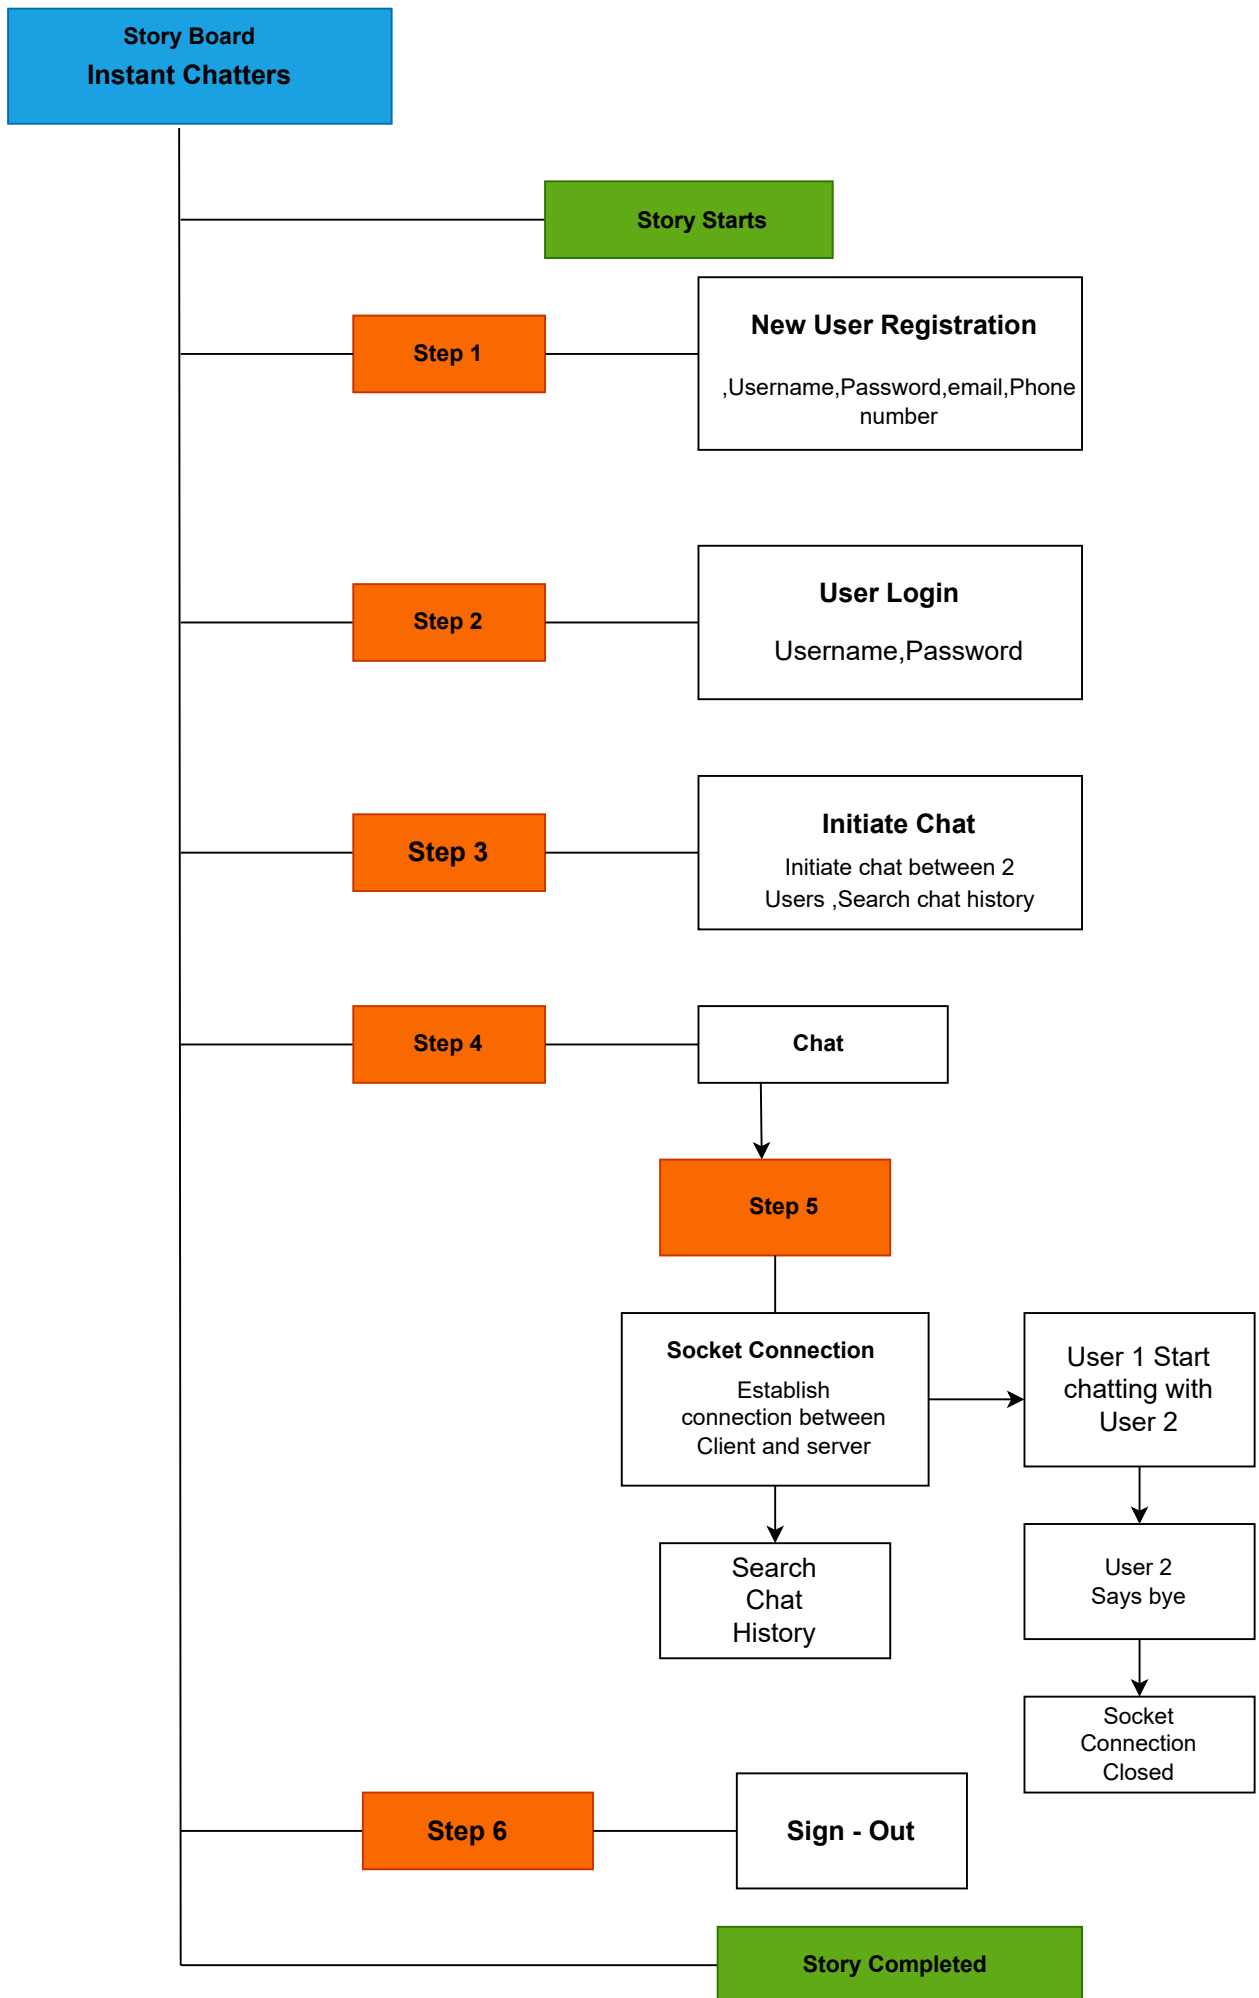 Story Board
Instant Chatters
Story Starts
Step 1
New User Registration
,Username,Password,email,Phone
number
Step 2
User Login
Username,Password
Step 3
Initiate Chat
Initiate chat between 2
Users ,Search chat history
Step 4
Chat
Step 5
Socket Connection
Establish
connection between
Client and server
User 1 Start
chatting with
User 2
Search
Chat
History
User 2
Says bye
Socket
Connection
Closed
Step 6
Sign - Out
Story Completed